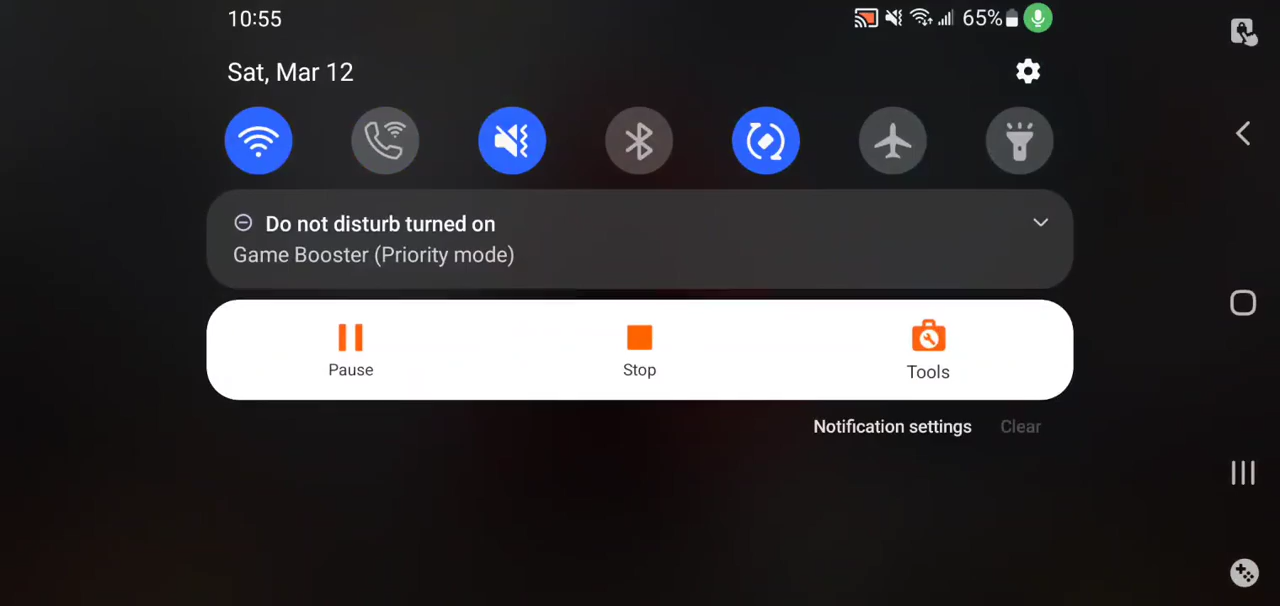 10:55
65%
Sat, Mar 12
Do not disturb turned on
Game Booster (Priority mode)
Pause
Stop
Tools
Notification settings
Clear